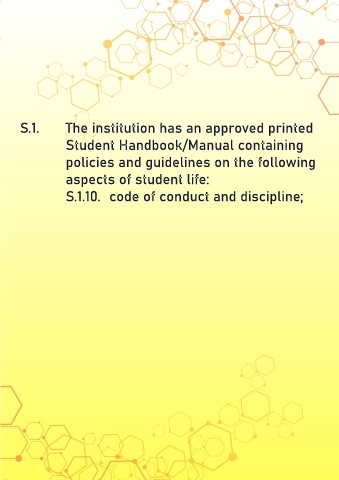 S.1. The institution has an approved printed
Student Handbook/Manual containing
policies and guidelines on the following
aspects of student life:
S.1.10. code of conduct and discipline;